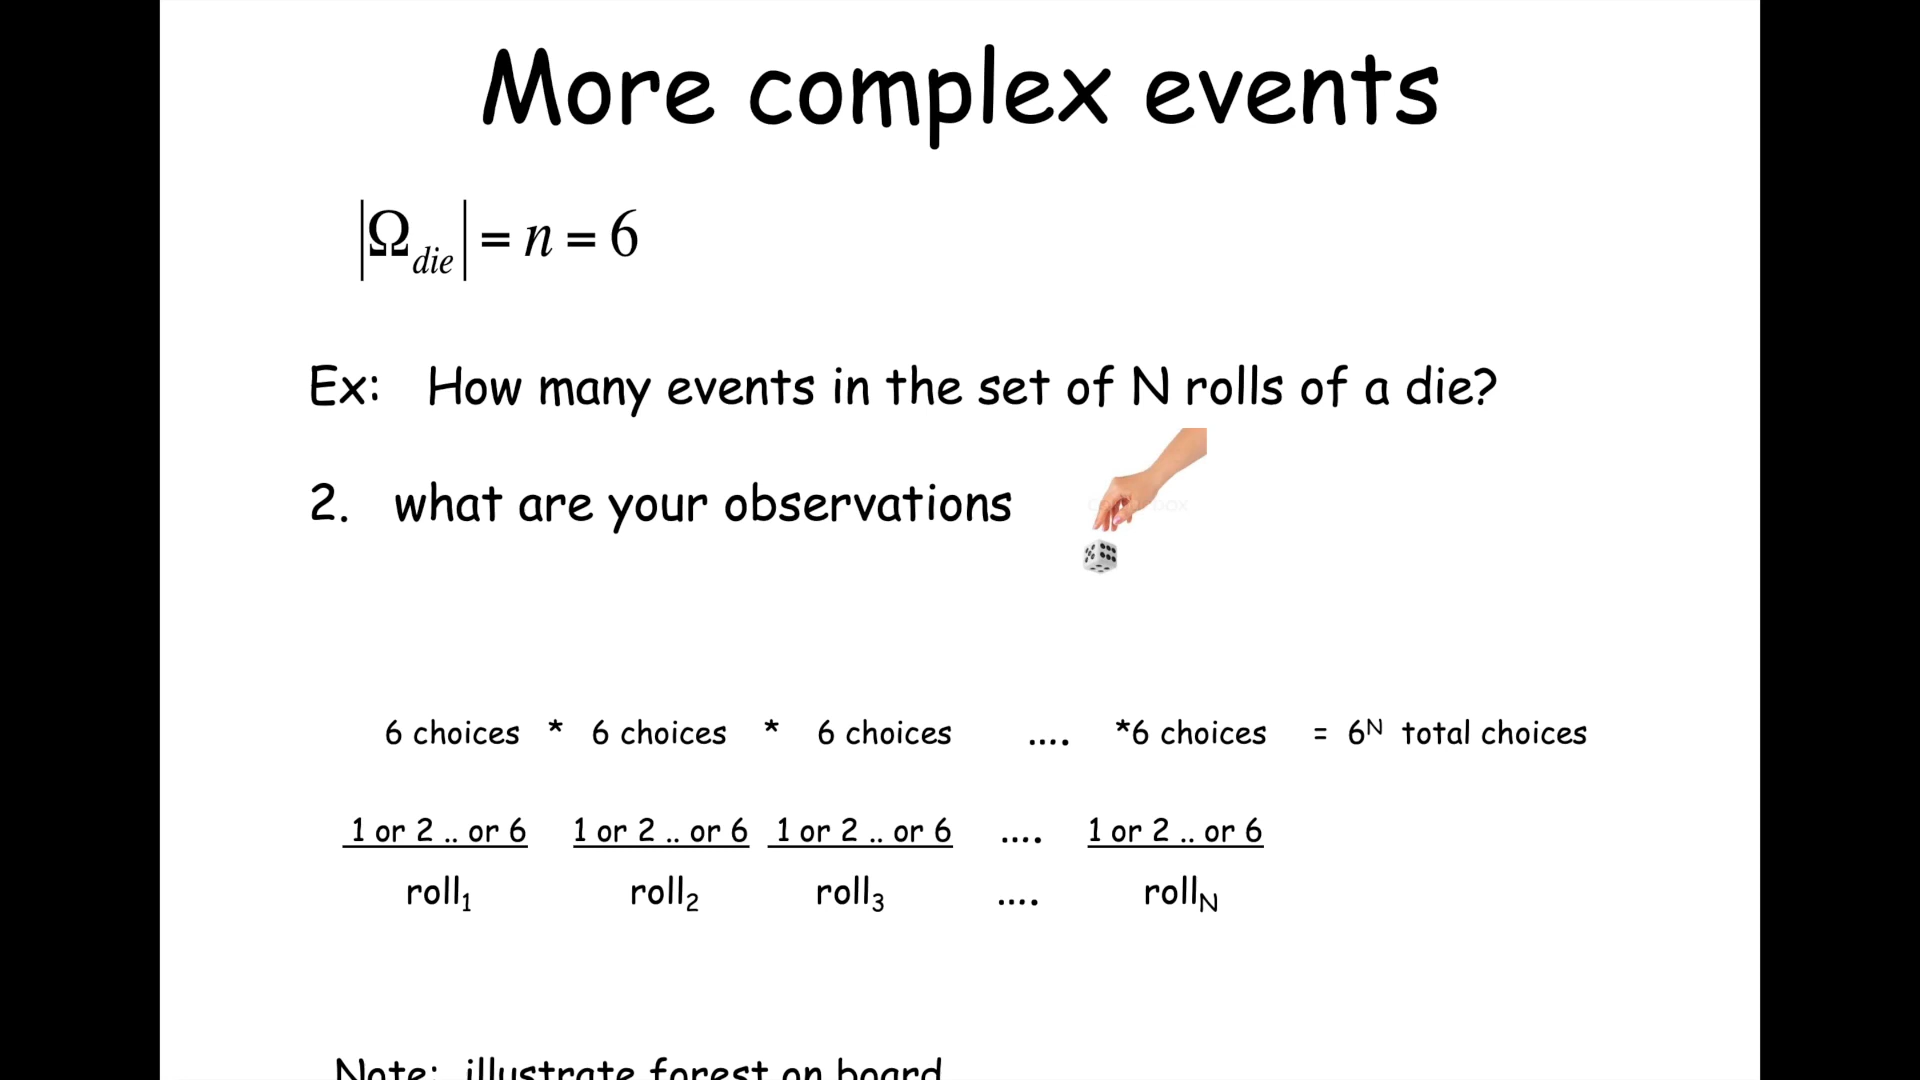 More complex events
|Ω_die| = n = 6
Ex: How many events in the set of N rolls of a die?
2. what are your observations
6 choices * 6 choices * 6 choices .... *6 choices = 6^N total choices
1 or 2 .. or 6 1 or 2 .. or 6 1 or 2 .. or 6 .... 1 or 2 .. or 6
roll₁ roll₂ roll₃ .... roll_N
Note: illustrate forest on board